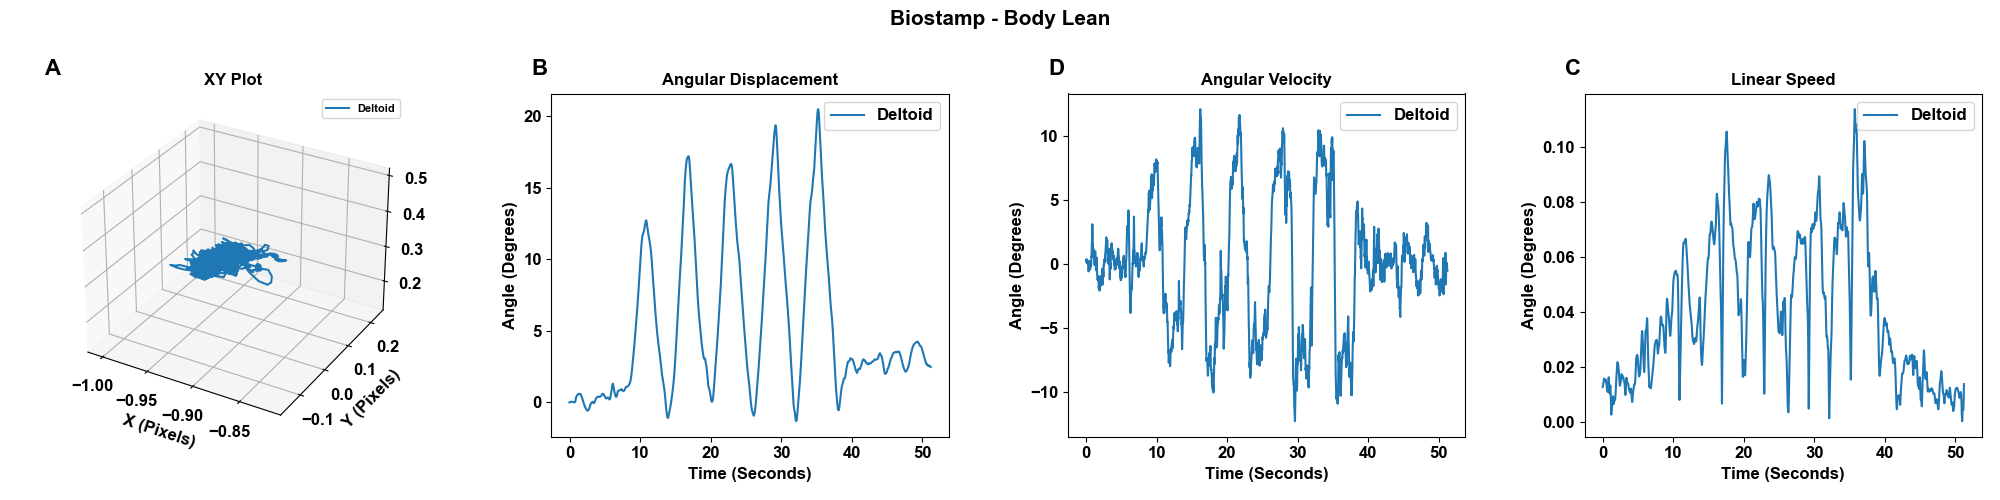 Biostamp - Body Lean
A
XY Plot
Deltoid
0.5
0.4
0.3
0.2
0.2
0.1
0.0
−0.1
Y (Pixels)
−1.00
−0.95
−0.90
−0.85
X (Pixels)
B
Angular Displacement
Deltoid
20
15
10
5
0
Angle (Degrees)
0 10 20 30 40 50
Time (Seconds)
D
Angular Velocity
Deltoid
10
5
0
−5
−10
Angle (Degrees)
0 10 20 30 40 50
Time (Seconds)
C
Linear Speed
Deltoid
0.10
0.08
0.06
0.04
0.02
0.00
Angle (Degrees)
0 10 20 30 40 50
Time (Seconds)